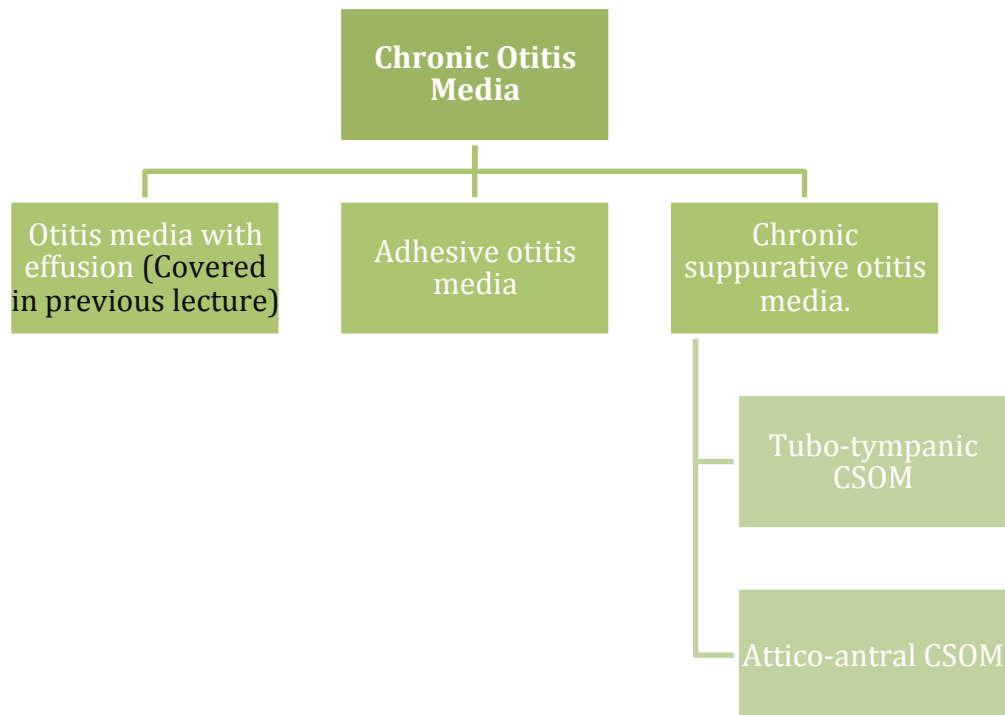 Chronic Otitis
Media
Otitis media with
effusion (Covered
in previous lecture)
Adhesive otitis
media
Chronic
suppurative otitis
media.
Tubo-tympanic
CSOM
Attico-antral CSOM